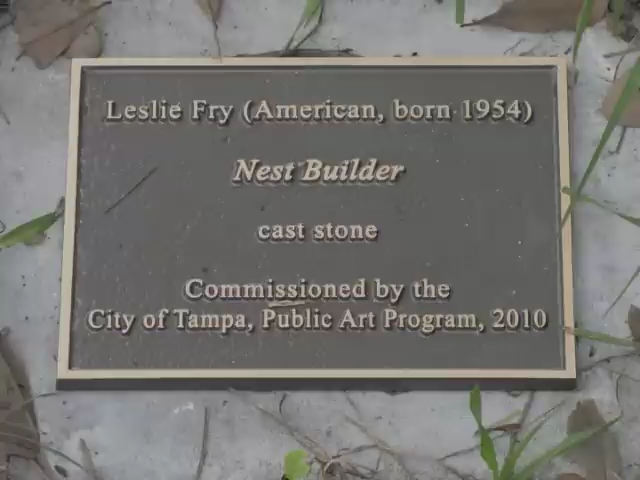 Leslie Fry (American, born 1954)
Nest Builder
cast stone
Commissioned by the
City of Tampa, Public Art Program, 2010